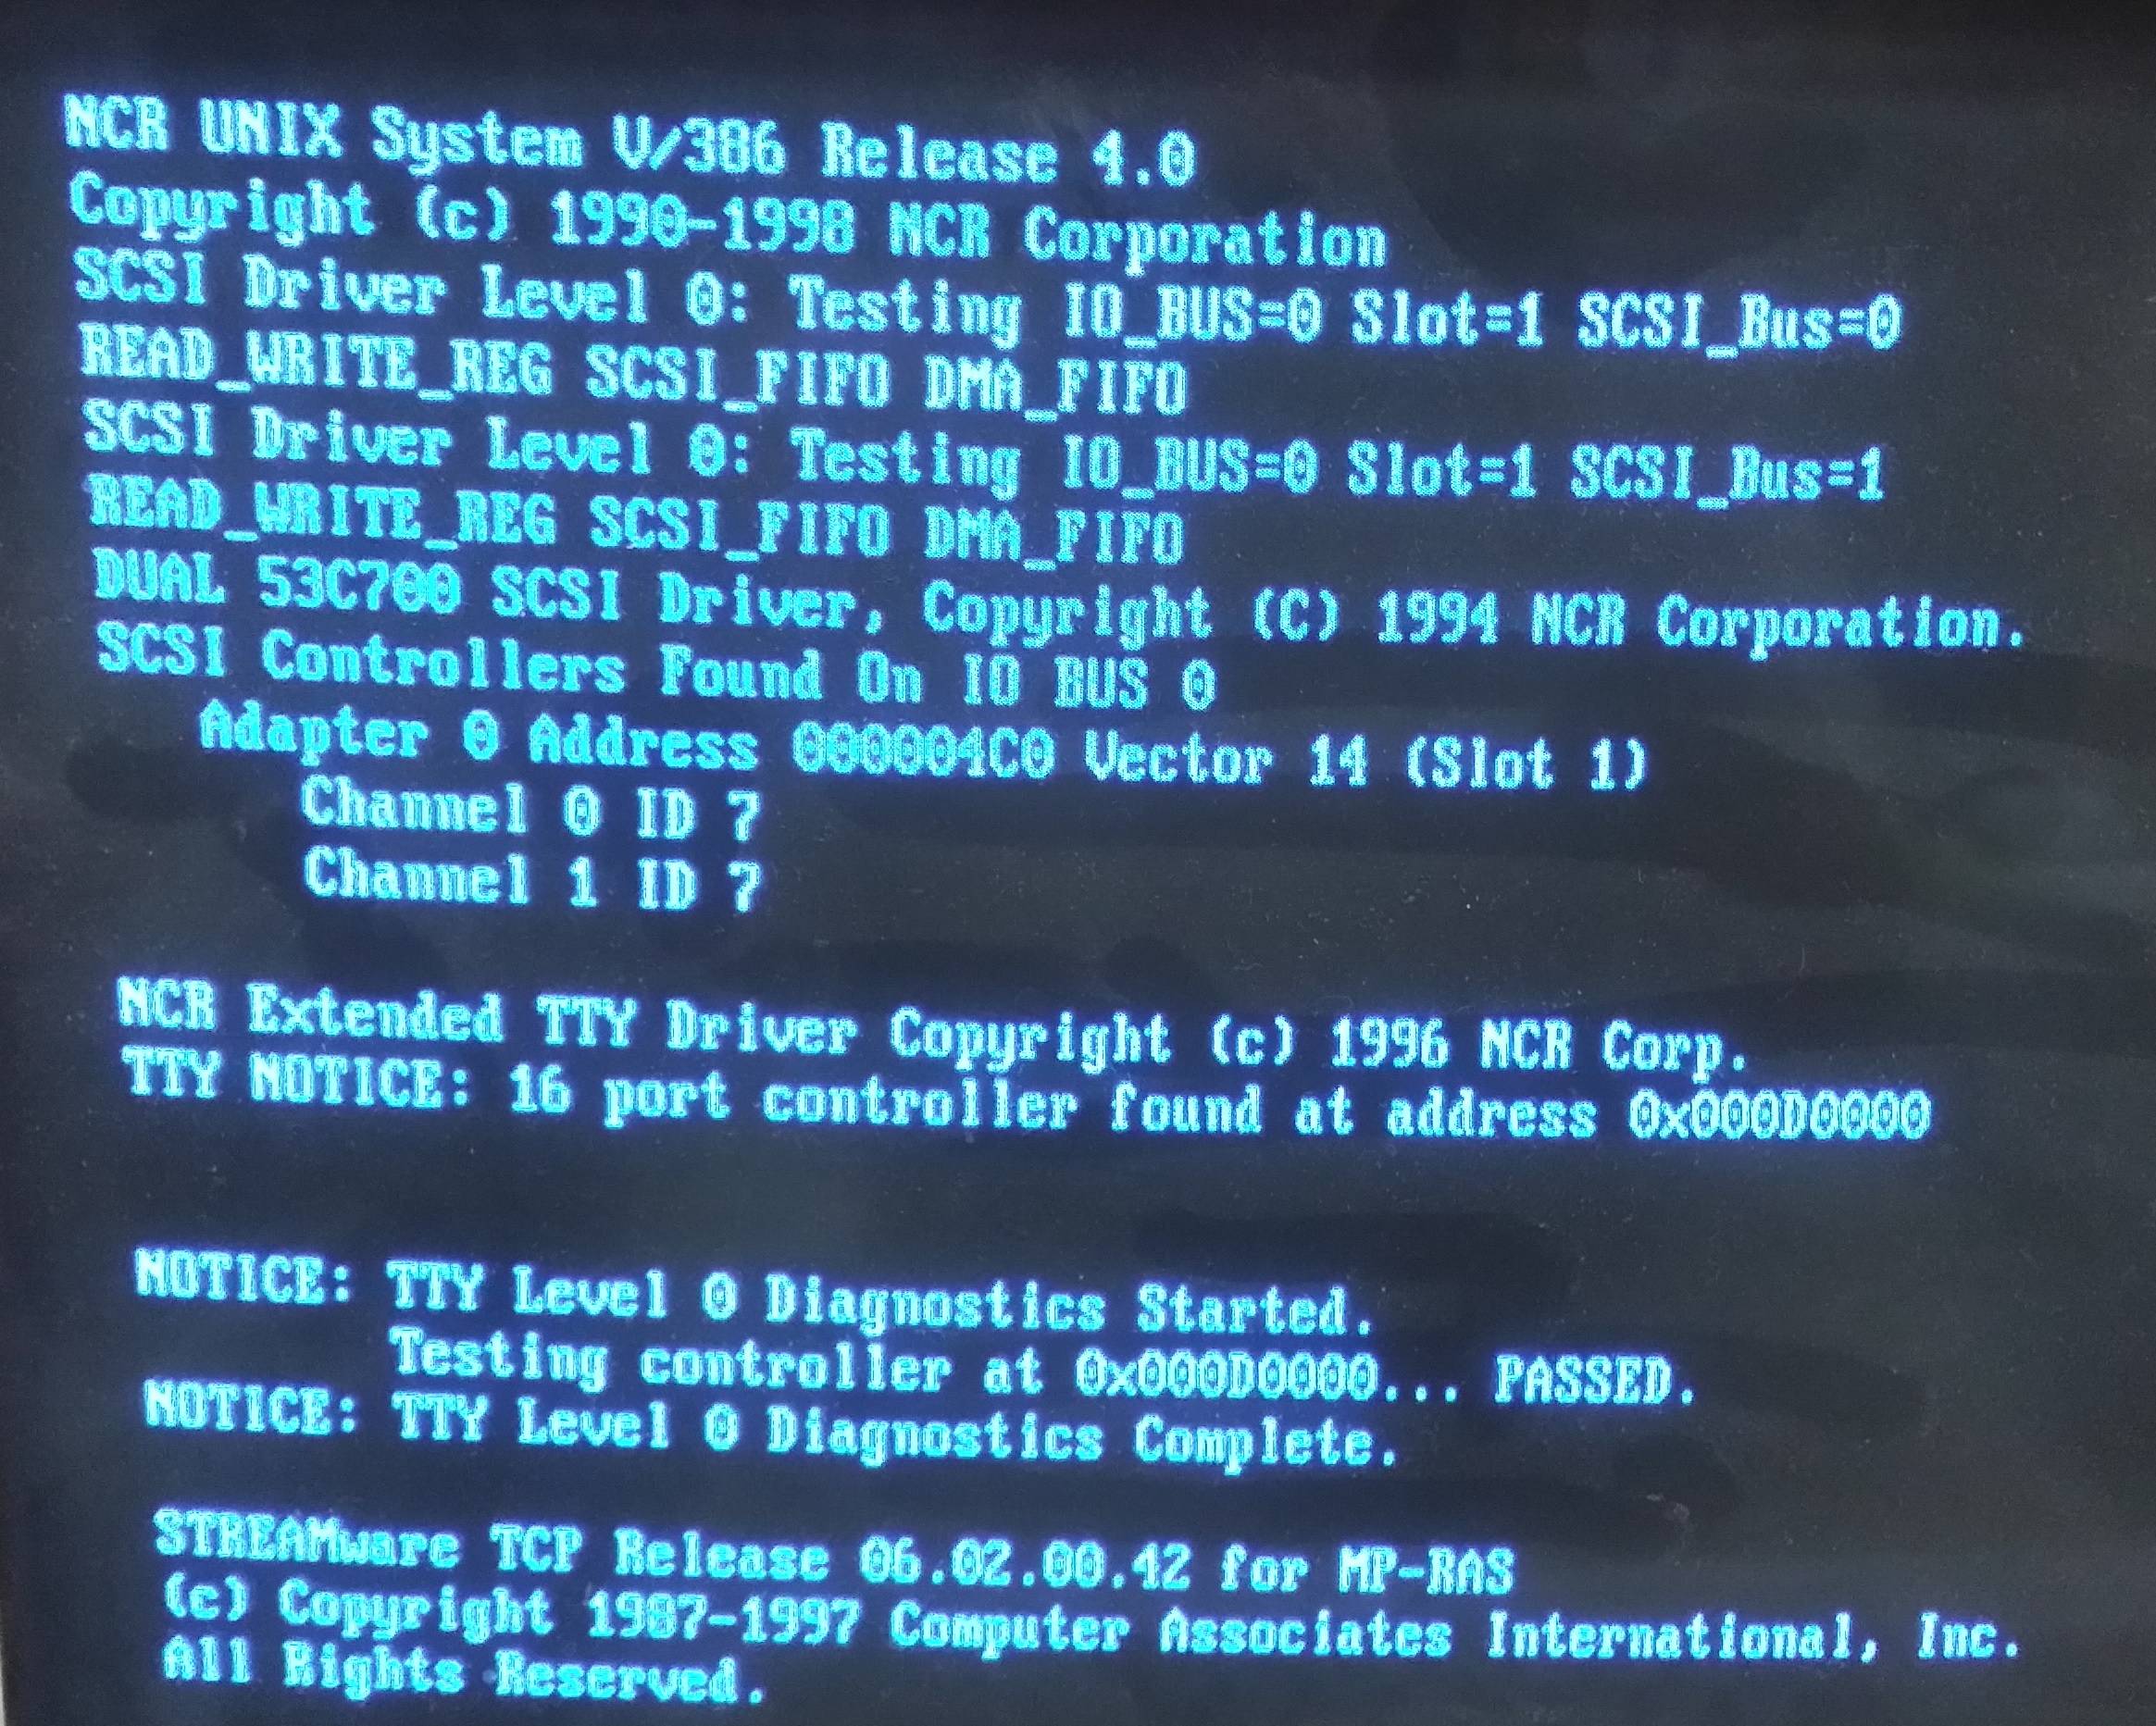 NCR UNIX System V/386 Release 4.0
Copyright (c) 1990-1998 NCR Corporation
SCSI Driver Level 0: Testing IO_BUS=0 Slot=1 SCSI_Bus=0
READ_WRITE_REG SCSI_FIFO DMA_FIFO
SCSI Driver Level 0: Testing IO_BUS=0 Slot=1 SCSI_Bus=1
READ_WRITE_REG SCSI_FIFO DMA_FIFO
DUAL 53C700 SCSI Driver, Copyright (C) 1994 NCR Corporation.
SCSI Controllers Found On IO BUS 0
   Adapter 0 Address 000004C0 Vector 14 (Slot 1)
      Channel 0 ID 7
      Channel 1 ID 7
NCR Extended TTY Driver Copyright (c) 1996 NCR Corp.
TTY NOTICE: 16 port controller found at address 0x000D0000
NOTICE: TTY Level 0 Diagnostics Started.
        Testing controller at 0x000D0000... PASSED.
NOTICE: TTY Level 0 Diagnostics Complete.
STREAMware TCP Release 06.02.00.42 for MP-RAS
(c) Copyright 1987-1997 Computer Associates International, Inc.
All Rights Reserved.